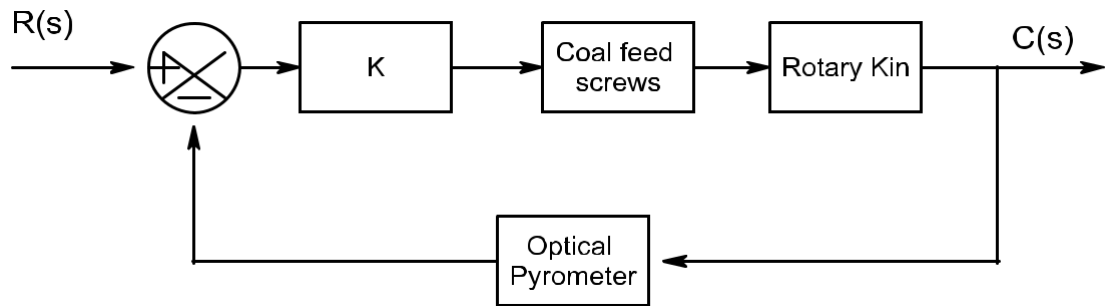 R(s)
+
−
K
Coal feed
screws
Rotary Kin
C(s)
Optical
Pyrometer